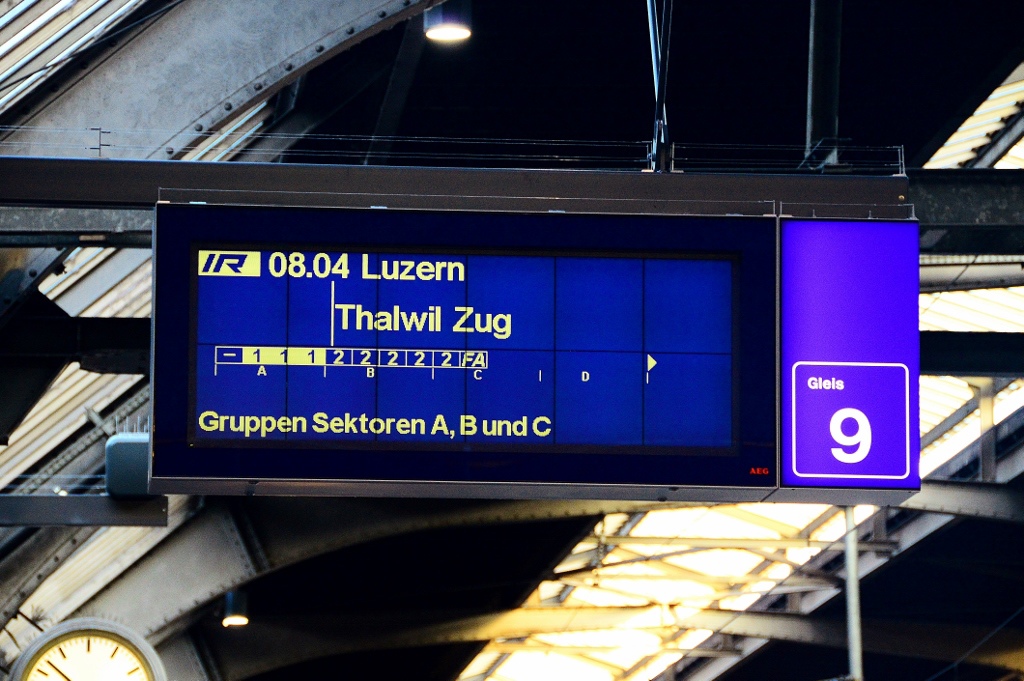 IR 08.04 Luzern
Thalwil Zug
– 1 1 1 2 2 2 2 2 FA
A B C D
Gruppen Sektoren A, B und C
AEG
Gleis
9